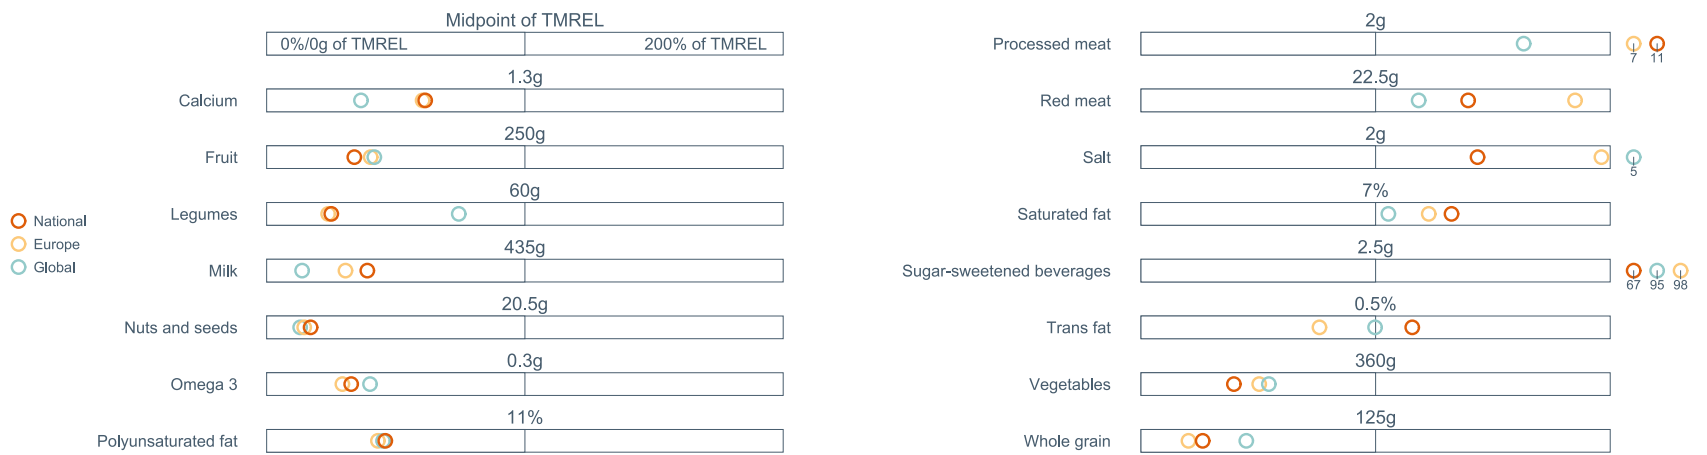 Midpoint of TMREL
0%/0g of TMREL 200% of TMREL
1.3g
Calcium
250g
Fruit
60g
Legumes
435g
Milk
20.5g
Nuts and seeds
0.3g
Omega 3
11%
Polyunsaturated fat
National
Europe
Global
2g
Processed meat
7 11
22.5g
Red meat
2g
Salt
5
7%
Saturated fat
2.5g
Sugar-sweetened beverages
67 95 98
0.5%
Trans fat
360g
Vegetables
125g
Whole grain